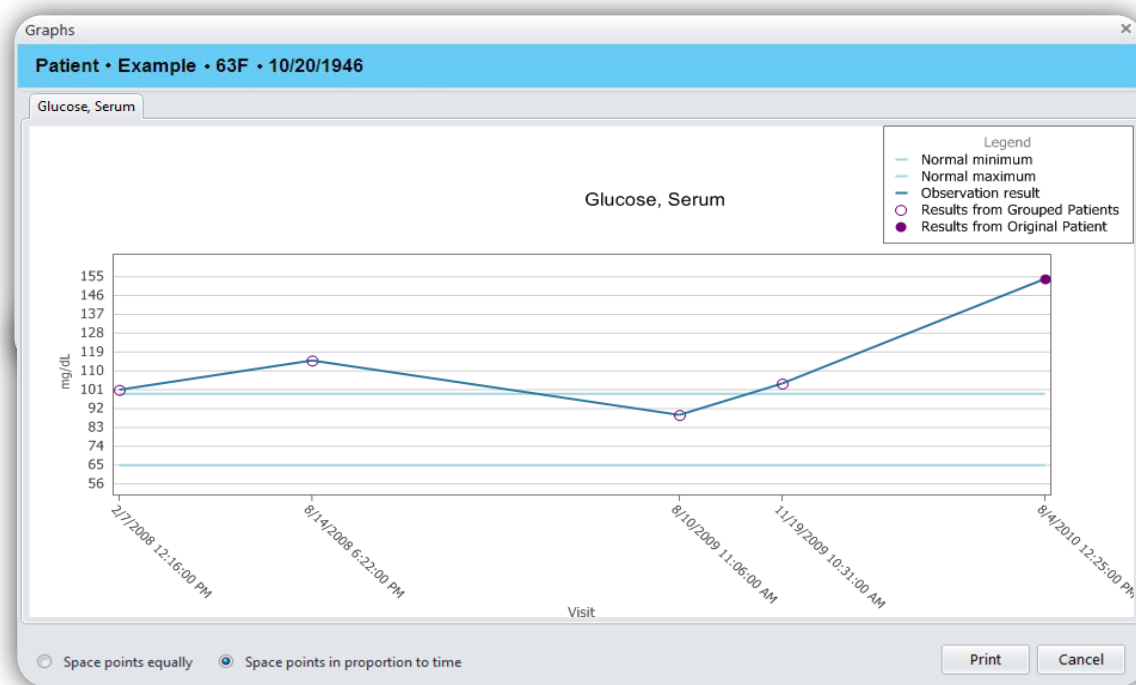 Graphs
Patient • Example • 63F • 10/20/1946
Glucose, Serum
Legend
Normal minimum
Normal maximum
Observation result
Results from Grouped Patients
Results from Original Patient
Glucose, Serum
155
146
137
128
119
110
101
92
83
74
65
56
mg/dL
2/7/2008 12:16:00 PM
8/14/2008 6:22:00 PM
8/10/2009 11:06:00 AM
11/19/2009 10:31:00 AM
8/4/2010 12:25:00 PM
Visit
Space points equally
Space points in proportion to time
Print
Cancel